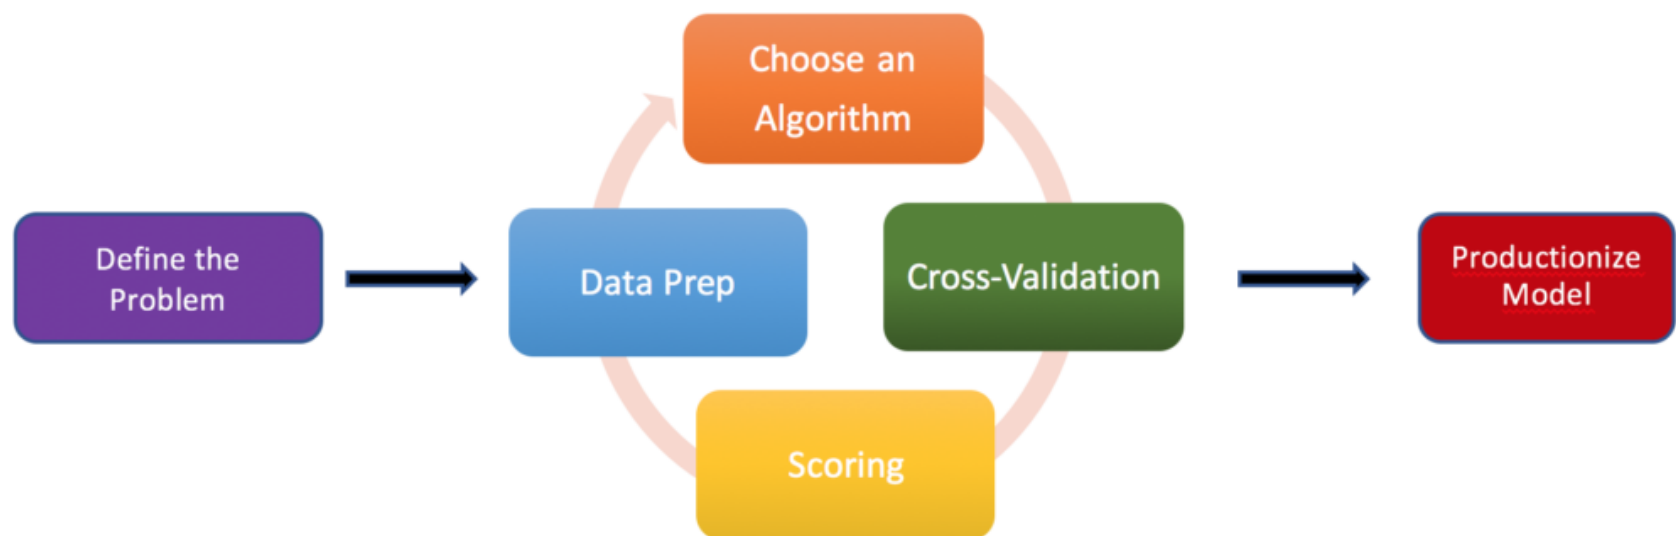 Define the
Problem
Data Prep
Choose an
Algorithm
Cross-Validation
Scoring
Productionize
Model